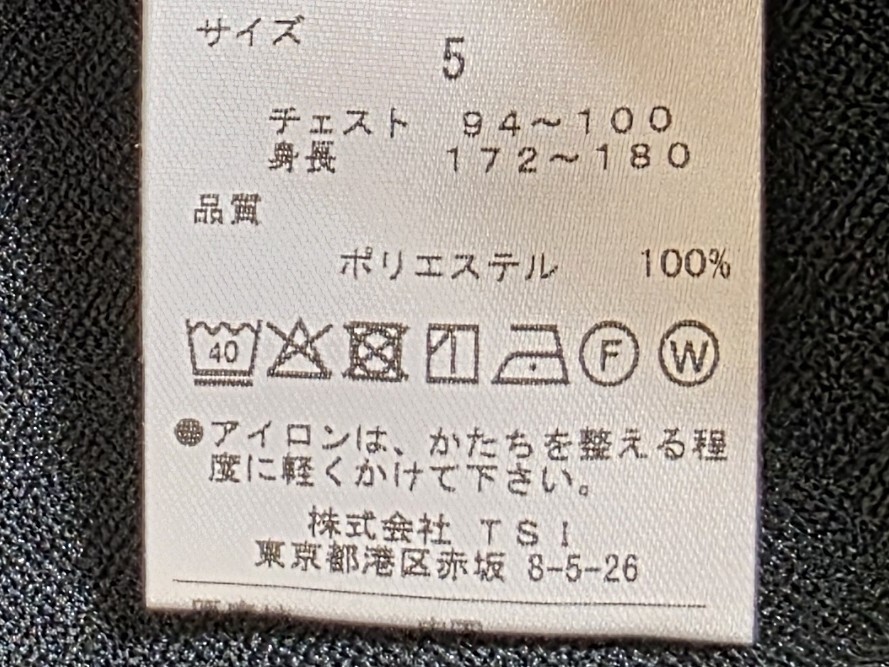 サイズ
5
チェスト 94~100
身長 172~180
品質
ポリエステル 100%
40 F W
●アイロンは、かたちを整える程
度に軽くかけて下さい。
株式会社 TSI
東京都港区赤坂 8-5-26